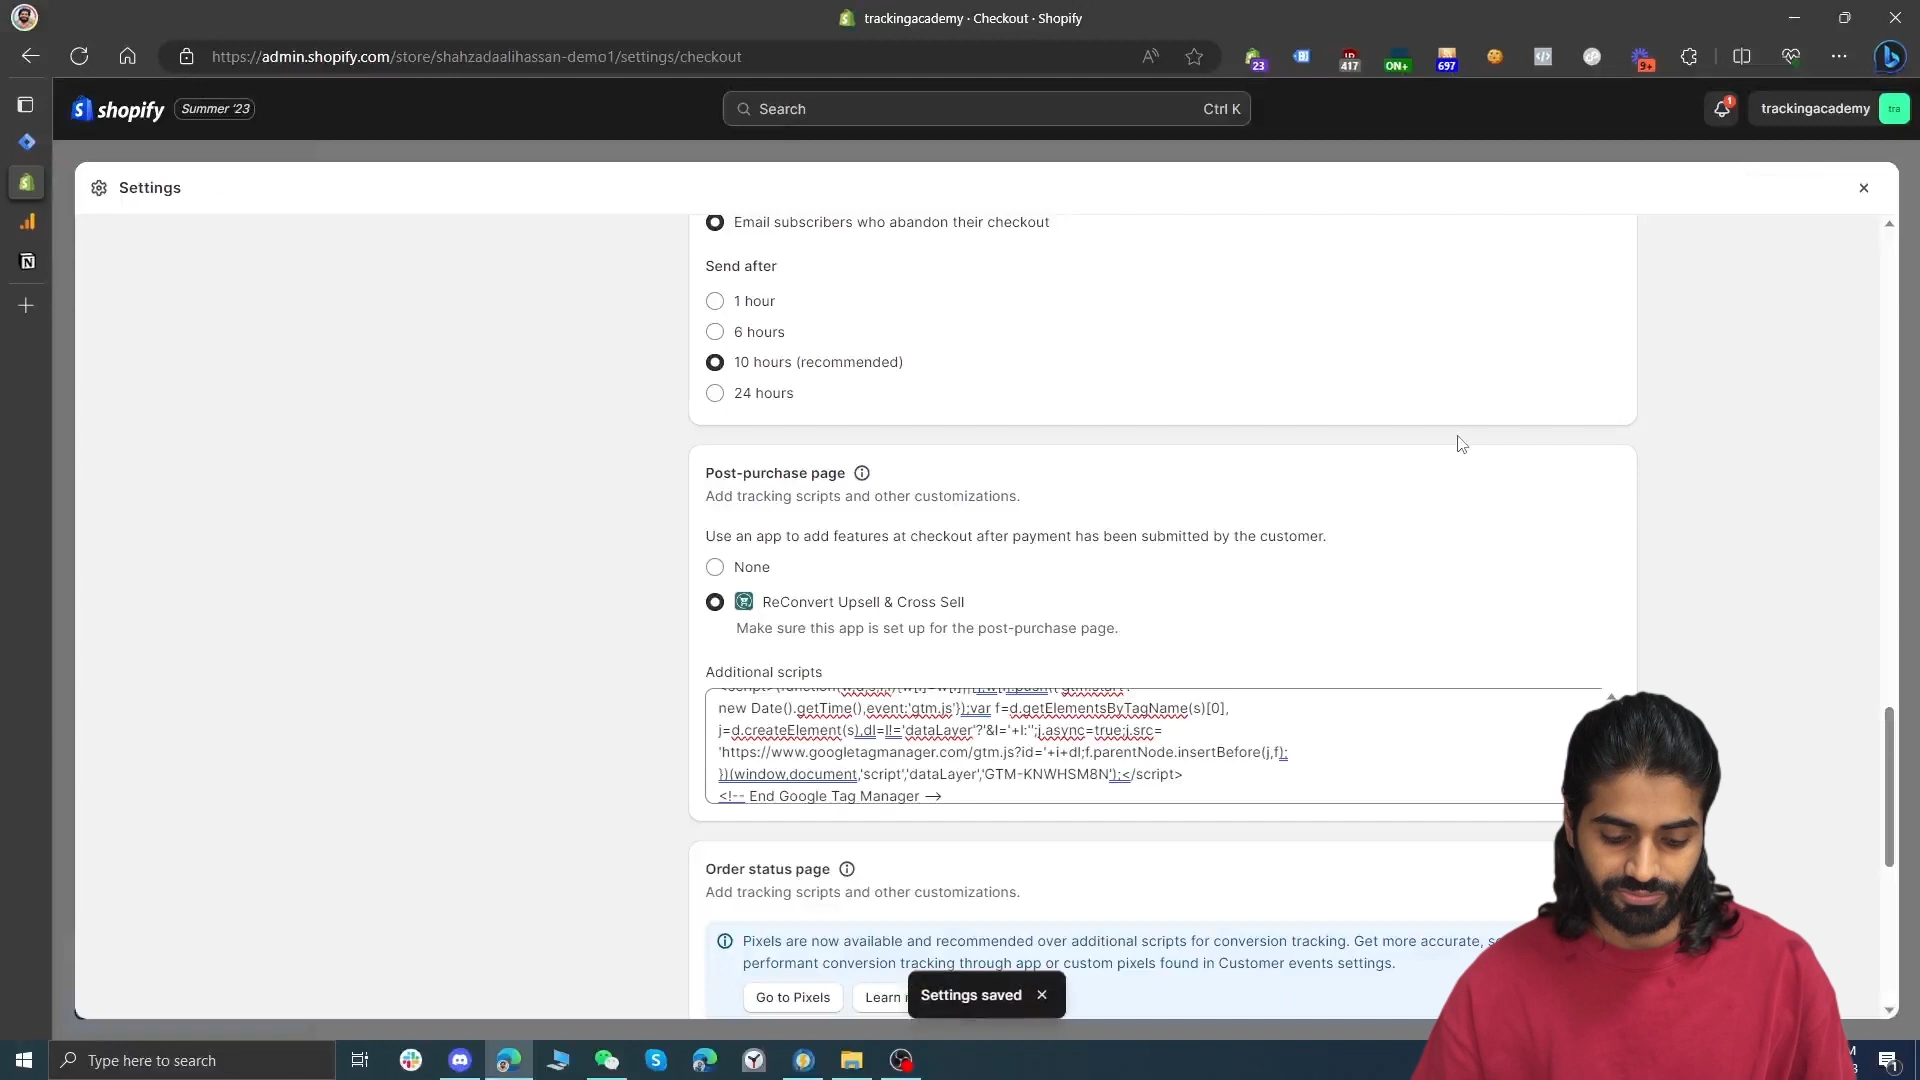 trackingacademy · Checkout · Shopify
https://admin.shopify.com/store/shahzadaalihassan-demo1/settings/checkout
23
417
ON+
697
9+
shopify
Summer '23
Search
Ctrl K
1
trackingacademy
tra
Settings
Email subscribers who abandon their checkout
Send after
1 hour
6 hours
10 hours (recommended)
24 hours
Post-purchase page
Add tracking scripts and other customizations.
Use an app to add features at checkout after payment has been submitted by the customer.
None
ReConvert Upsell & Cross Sell
Make sure this app is set up for the post-purchase page.
Additional scripts
new Date().getTime(),event:'gtm.js'});var f=d.getElementsByTagName(s)[0],
j=d.createElement(s),dl=l!='dataLayer'?'&l='+l:'';j.async=true;j.src=
'https://www.googletagmanager.com/gtm.js?id='+i+dl;f.parentNode.insertBefore(j,f);
})(window,document,'script','dataLayer','GTM-KNWHSM8N');</script>
<!-- End Google Tag Manager -->
Order status page
Add tracking scripts and other customizations.
Pixels are now available and recommended over additional scripts for conversion tracking. Get more accurate,
performant conversion tracking through app or custom pixels found in Customer events settings.
Go to Pixels
Learn
Settings saved
Type here to search
1